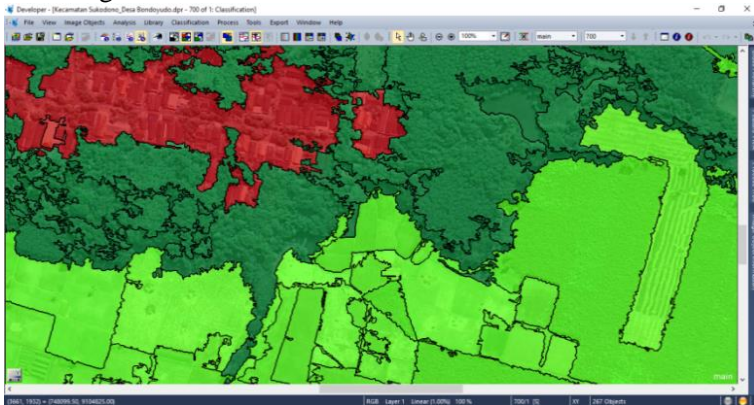 Developer - [Kecamatan Sukodono_Desa Bondoyudo.dpr - 700 of 1: Classification]
File View Image Objects Analysis Library Classification Process Tools Export Window Help
100% main 700
main
(3661, 1932) = (748099.50, 9104825.00) RGB Layer 1 Linear (1.00%) 100 % 700/1 [S] XY 267 Objects